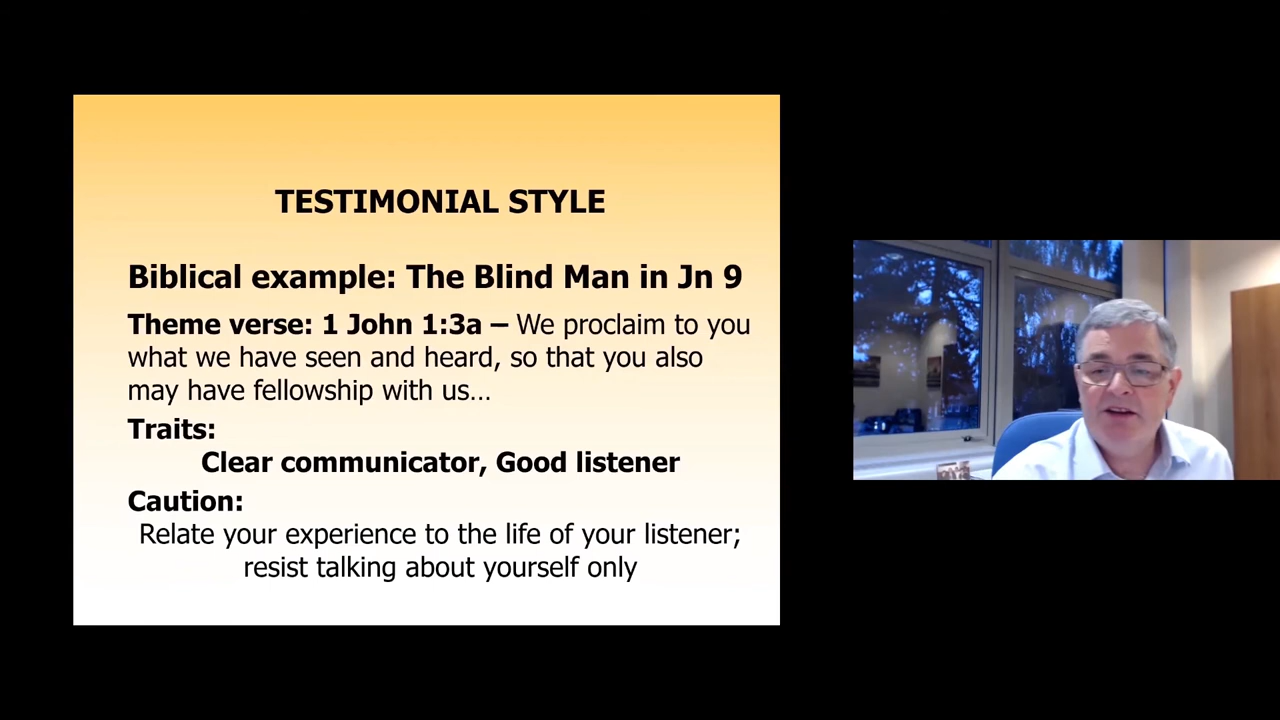 TESTIMONIAL STYLE
Biblical example: The Blind Man in Jn 9
Theme verse: 1 John 1:3a – We proclaim to you
what we have seen and heard, so that you also
may have fellowship with us…
Traits:
Clear communicator, Good listener
Caution:
Relate your experience to the life of your listener;
resist talking about yourself only